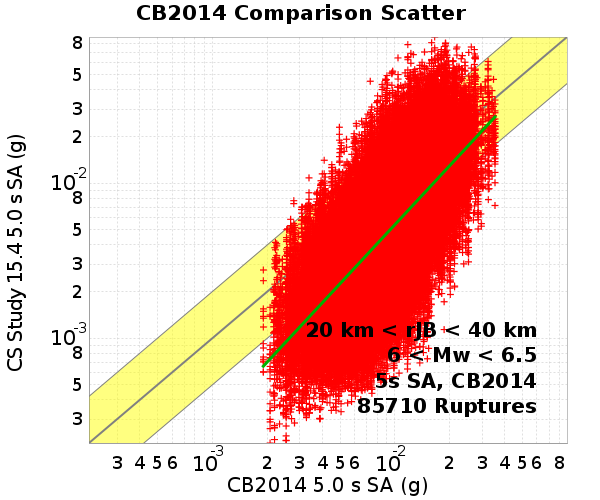 CB2014 Comparison Scatter
CS Study 15.4 5.0 s SA (g)
8
5
3
2
10-2
8
5
3
2
10-3
8
5
3
20 km < rJB < 40 km
6 < Mw < 6.5
5s SA, CB2014
85710 Ruptures
3 4 5 6 10-3 2 3 4 5 6 10-2 2 3 4 5 6 8
CB2014 5.0 s SA (g)